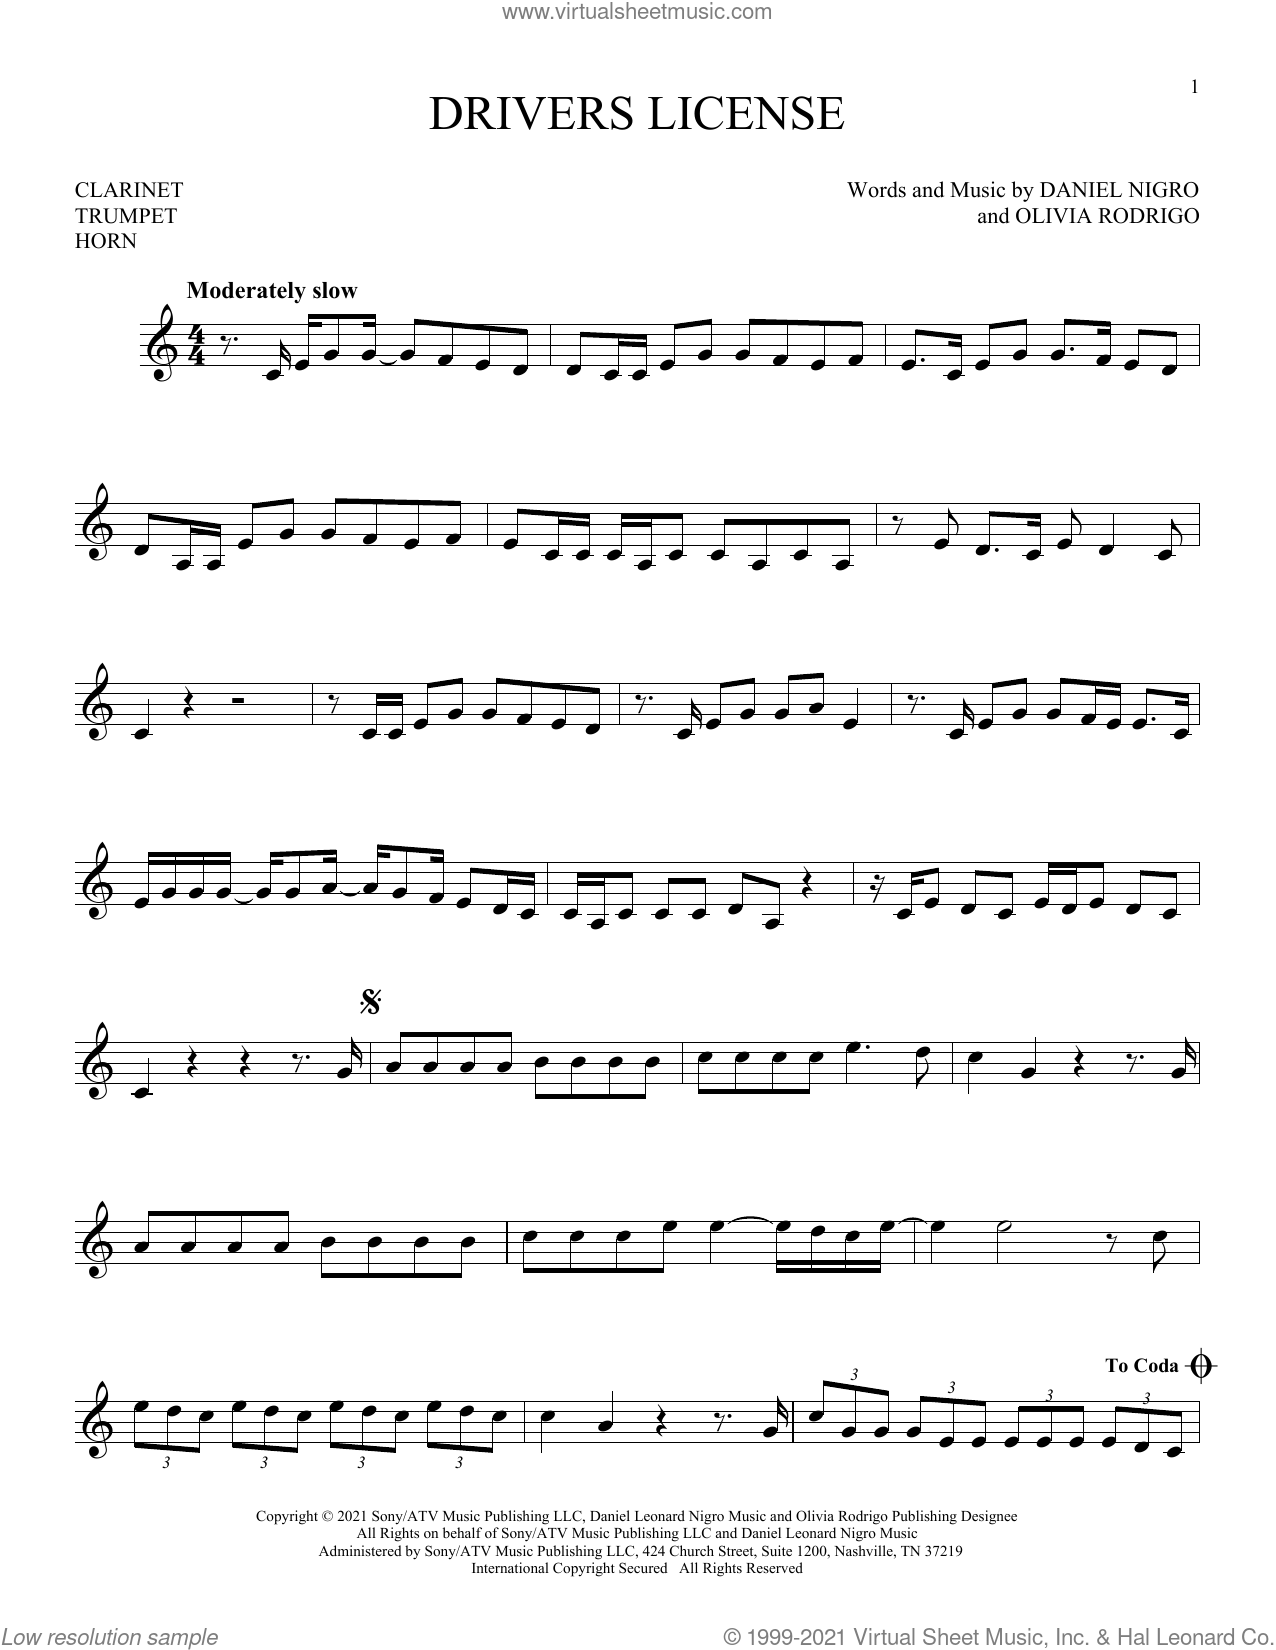 www.virtualsheetmusic.com
1
DRIVERS LICENSE
CLARINET
TRUMPET
HORN
Words and Music by DANIEL NIGRO
and OLIVIA RODRIGO
Moderately slow
4
4
To Coda
3 3 3 3
3 3 3 3
Copyright © 2021 Sony/ATV Music Publishing LLC, Daniel Leonard Nigro Music and Olivia Rodrigo Publishing Designee
All Rights on behalf of Sony/ATV Music Publishing LLC and Daniel Leonard Nigro Music
Administered by Sony/ATV Music Publishing LLC, 424 Church Street, Suite 1200, Nashville, TN 37219
International Copyright Secured All Rights Reserved
Low resolution sample
© 1999-2021 Virtual Sheet Music, Inc. & Hal Leonard Co.